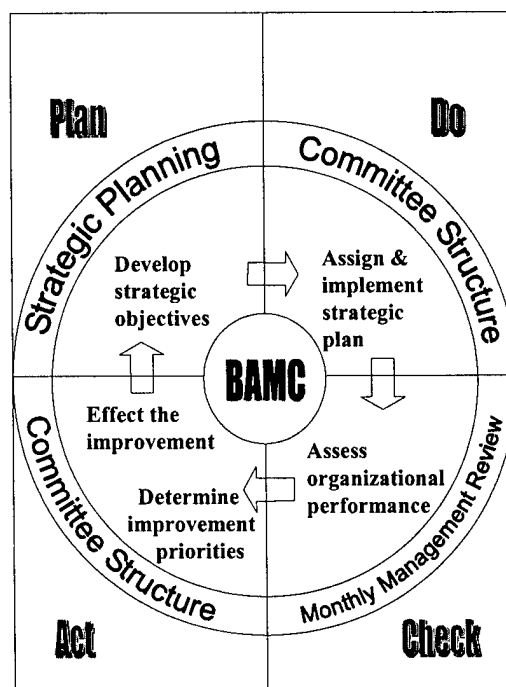 Plan
Do
Strategic Planning
Committee Structure
Develop
strategic
objectives
Assign &
implement
strategic
plan
BAMC
Effect the
improvement
Assess
organizational
performance
Determine
improvement
priorities
Committee Structure
Monthly Management Review
Act
Check